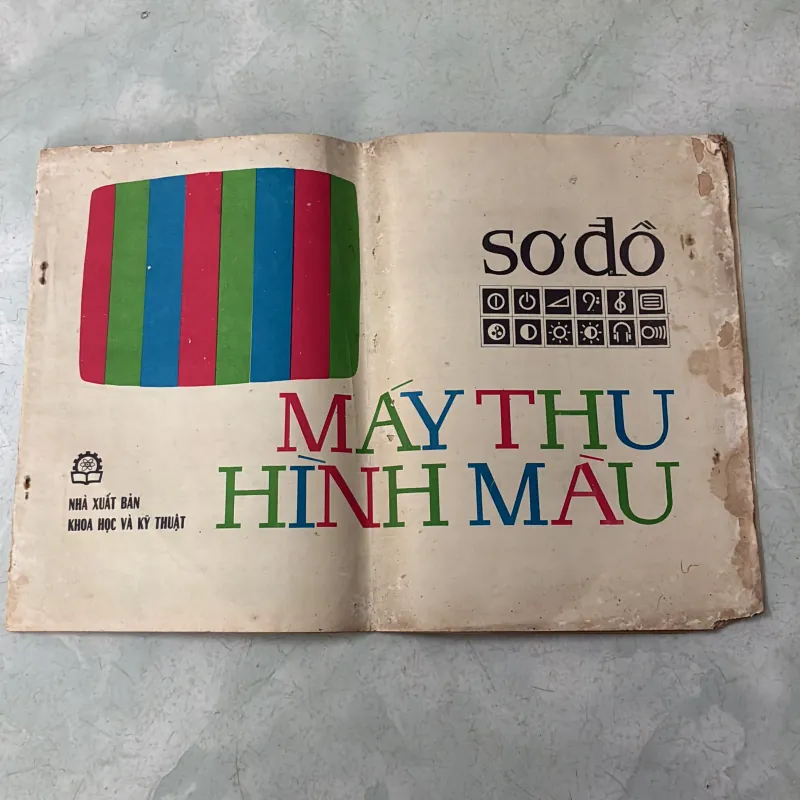 sơ đồ
MÁY THU
HÌNH MÀU
NHÀ XUẤT BẢN
KHOA HỌC VÀ KỸ THUẬT